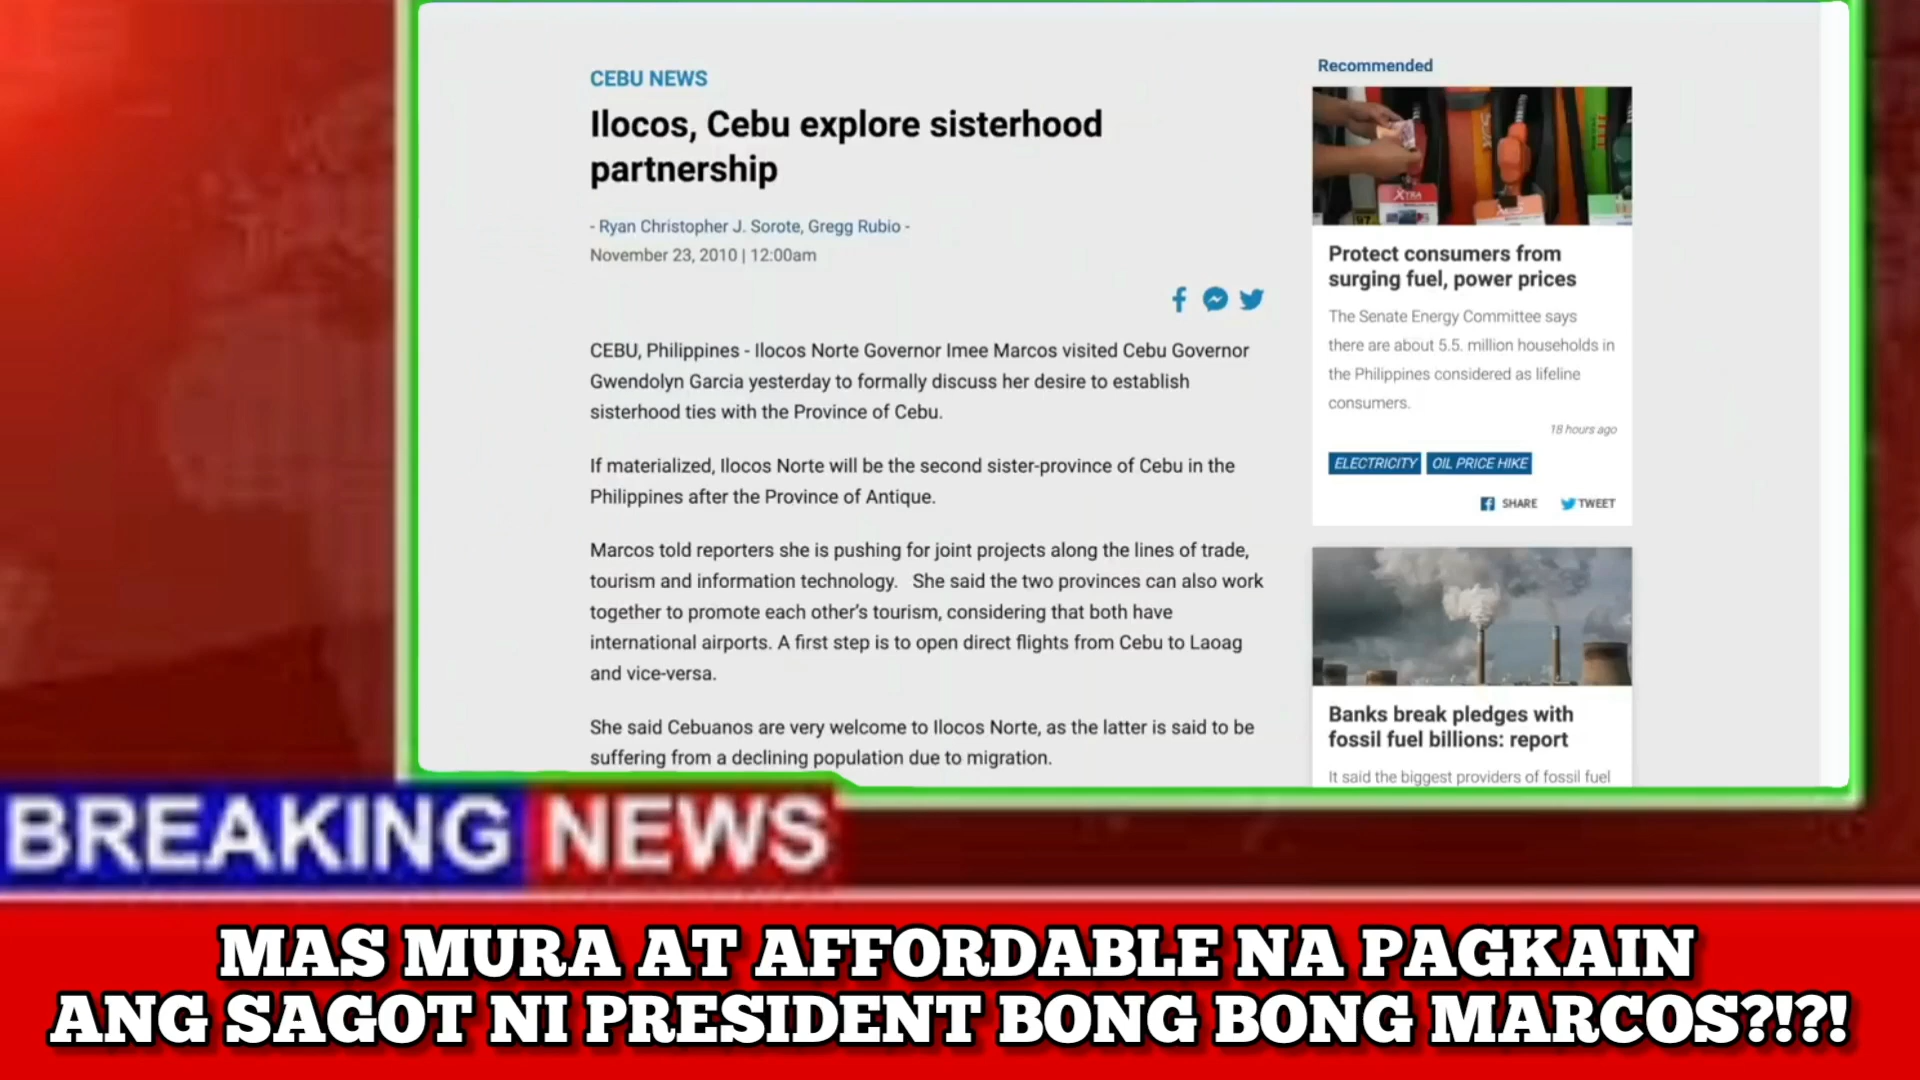 CEBU NEWS
Ilocos, Cebu explore sisterhood
partnership
- Ryan Christopher J. Sorote, Gregg Rubio -
November 23, 2010 | 12:00am
CEBU, Philippines - Ilocos Norte Governor Imee Marcos visited Cebu Governor
Gwendolyn Garcia yesterday to formally discuss her desire to establish
sisterhood ties with the Province of Cebu.
If materialized, Ilocos Norte will be the second sister-province of Cebu in the
Philippines after the Province of Antique.
Marcos told reporters she is pushing for joint projects along the lines of trade,
tourism and information technology. She said the two provinces can also work
together to promote each other's tourism, considering that both have
international airports. A first step is to open direct flights from Cebu to Laoag
and vice-versa.
She said Cebuanos are very welcome to Ilocos Norte, as the latter is said to be
suffering from a declining population due to migration.
Recommended
XTRA
97
Protect consumers from
surging fuel, power prices
The Senate Energy Committee says
there are about 5.5. million households in
the Philippines considered as lifeline
consumers.
18 hours ago
ELECTRICITY OIL PRICE HIKE
SHARE TWEET
Banks break pledges with
fossil fuel billions: report
It said the biggest providers of fossil fuel
BREAKING NEWS
MAS MURA AT AFFORDABLE NA PAGKAIN
ANG SAGOT NI PRESIDENT BONG BONG MARCOS?!?!